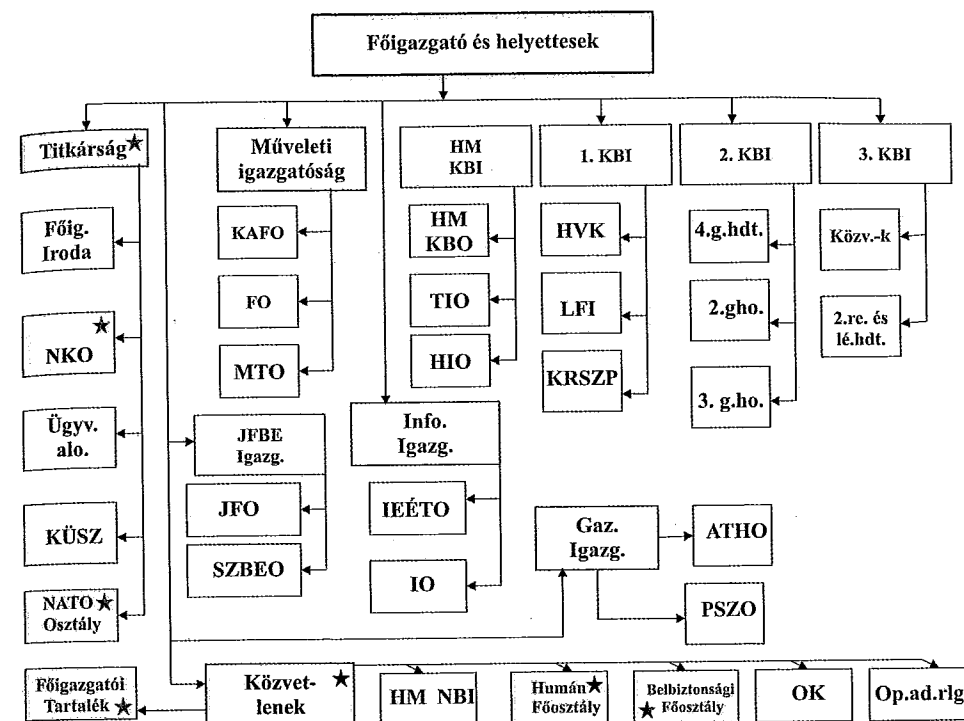 Főigazgató és helyettesek
Titkárság
Műveleti
igazgatóság
HM
KBI
1. KBI
2. KBI
3. KBI
Főig.
Iroda
KAFO
HM
KBO
HVK
4.g.hdt.
Közv.-k
NKO
FO
TIO
LFI
2.gho.
2.re. és
lé.hdt.
MTO
HIO
KRSZP
3. g.ho.
Ügyv.
alo.
JFBE
Igazg.
Info.
Igazg.
KÜSZ
JFO
IEÉTO
Gaz.
Igazg.
ATHO
SZBEO
IO
NATO
Osztály
PSZO
Főigazgatói
Tartalék
Közvet-
lenek
HM NBI
Humán
Főosztály
Belbiztonsági
Főosztály
OK
Op.ad.rlg